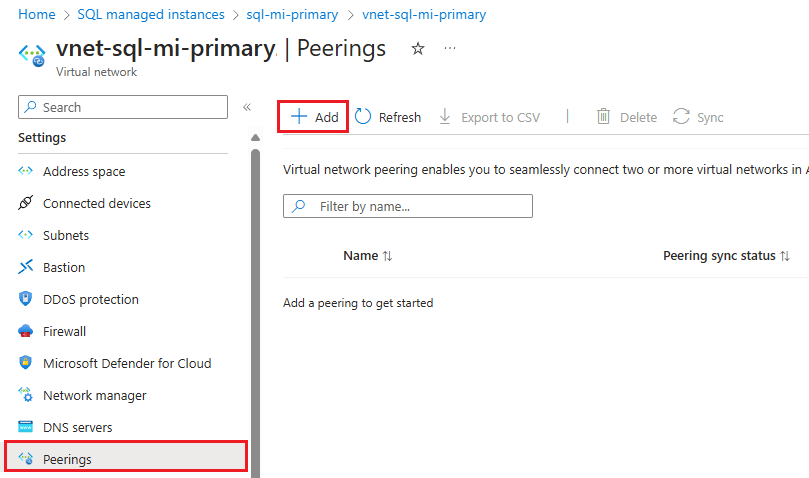 Home > SQL managed instances > sql-mi-primary > vnet-sql-mi-primary
vnet-sql-mi-primary | Peerings ☆ ...
Virtual network
Search «
Add Refresh Export to CSV | Delete Sync
Settings
Address space
Connected devices
Subnets
Bastion
DDoS protection
Firewall
Microsoft Defender for Cloud
Network manager
DNS servers
Peerings
Virtual network peering enables you to seamlessly connect two or more virtual networks in A
Filter by name...
Name ↑↓ Peering sync status ↑↓
Add a peering to get started